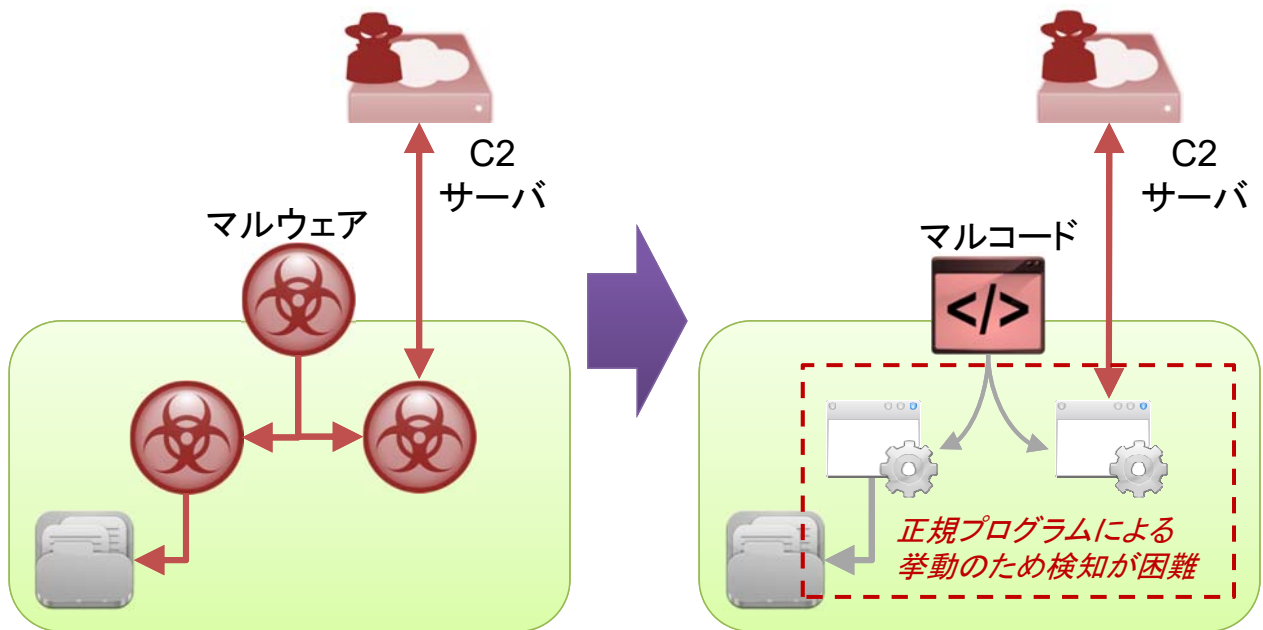 C2
サーバ
マルウェア
C2
サーバ
マルコード
</>
正規プログラムによる
挙動のため検知が困難